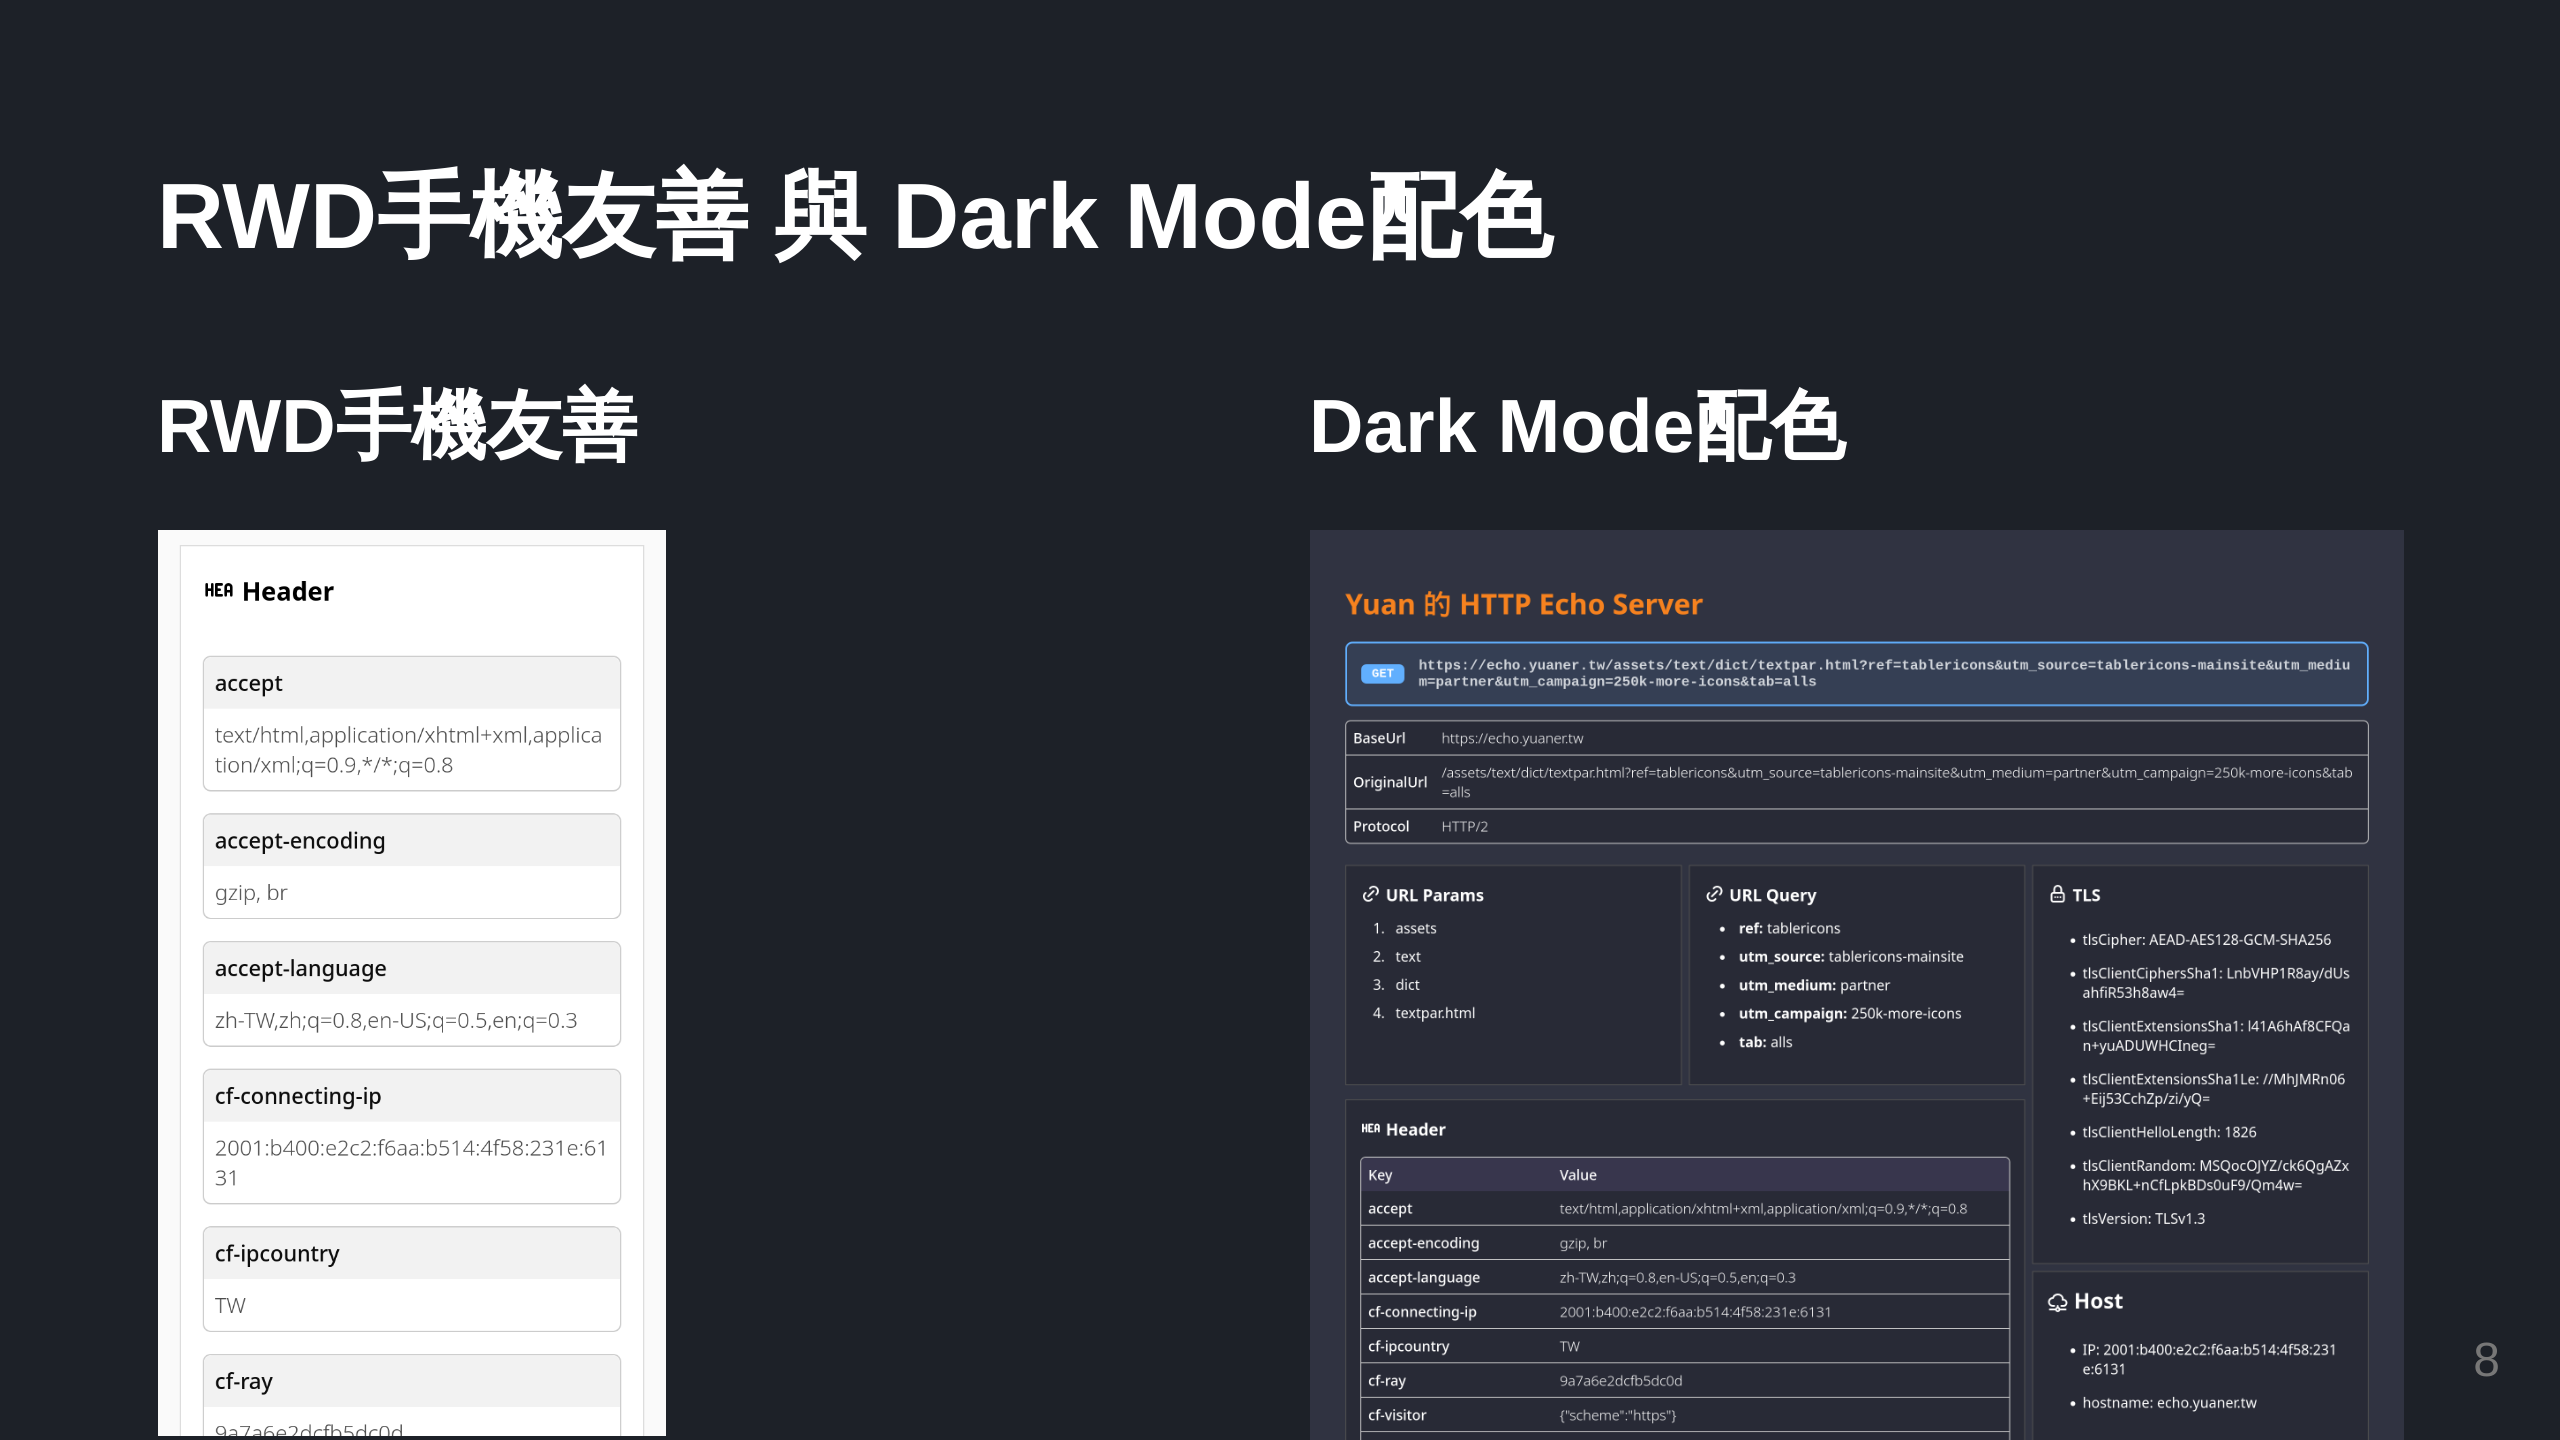 RWD手機友善 與 Dark Mode配色
RWD手機友善
HEA Header
accept
text/html,application/xhtml+xml,applica
tion/xml;q=0.9,*/*;q=0.8
accept-encoding
gzip, br
accept-language
zh-TW,zh;q=0.8,en-US;q=0.5,en;q=0.3
cf-connecting-ip
2001:b400:e2c2:f6aa:b514:4f58:231e:61
31
cf-ipcountry
TW
cf-ray
9a7a6e2dcfb5dc0d
Dark Mode配色
Yuan 的 HTTP Echo Server
GET
https://echo.yuaner.tw/assets/text/dict/textpar.html?ref=tablericons&utm_source=tablericons-mainsite&utm_mediu
m=partner&utm_campaign=250k-more-icons&tab=alls
BaseUrl https://echo.yuaner.tw
OriginalUrl /assets/text/dict/textpar.html?ref=tablericons&utm_source=tablericons-mainsite&utm_medium=partner&utm_campaign=250k-more-icons&tab
=alls
Protocol HTTP/2
URL Params
1. assets
2. text
3. dict
4. textpar.html
URL Query
• ref: tablericons
• utm_source: tablericons-mainsite
• utm_medium: partner
• utm_campaign: 250k-more-icons
• tab: alls
TLS
• tlsCipher: AEAD-AES128-GCM-SHA256
• tlsClientCiphersSha1: LnbVHP1R8ay/dUs
ahfiR53h8aw4=
• tlsClientExtensionsSha1: l41A6hAf8CFQa
n+yuADUWHCIneg=
• tlsClientExtensionsSha1Le: //MhJMRn06
+Eij53CchZp/zi/yQ=
• tlsClientHelloLength: 1826
• tlsClientRandom: MSQocOJYZ/ck6QgAZx
hX9BKL+nCfLpkBDs0uF9/Qm4w=
• tlsVersion: TLSv1.3
HEA Header
Key Value
accept text/html,application/xhtml+xml,application/xml;q=0.9,*/*;q=0.8
accept-encoding gzip, br
accept-language zh-TW,zh;q=0.8,en-US;q=0.5,en;q=0.3
cf-connecting-ip 2001:b400:e2c2:f6aa:b514:4f58:231e:6131
cf-ipcountry TW
cf-ray 9a7a6e2dcfb5dc0d
cf-visitor {"scheme":"https"}
Host
• IP: 2001:b400:e2c2:f6aa:b514:4f58:231
e:6131
• hostname: echo.yuaner.tw
8